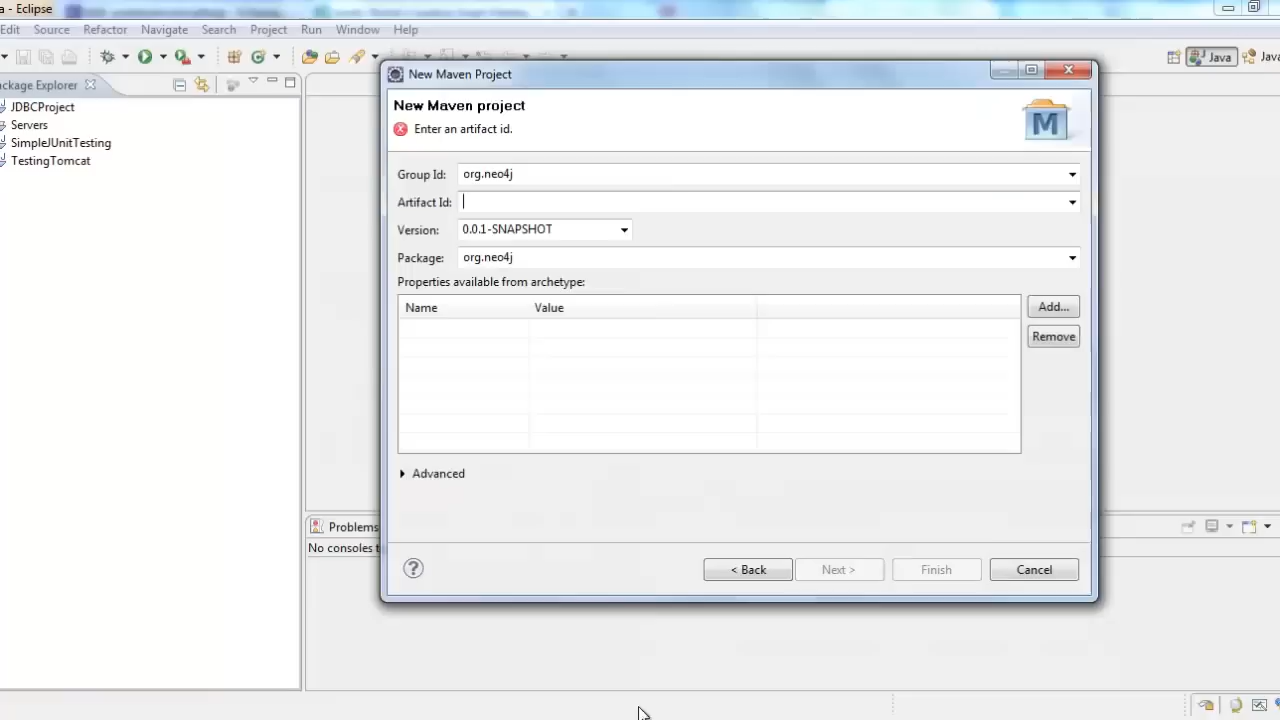 a - Eclipse
Edit Source Refactor Navigate Search Project Run Window Help
Java
Java
ackage Explorer
JDBCProject
Servers
SimpleJUnitTesting
TestingTomcat
New Maven Project
New Maven project
Enter an artifact id.
M
Group Id: org.neo4j
Artifact Id:
Version: 0.0.1-SNAPSHOT
Package: org.neo4j
Properties available from archetype:
Name Value
Add...
Remove
Advanced
Problems
No consoles t
< Back Next > Finish Cancel